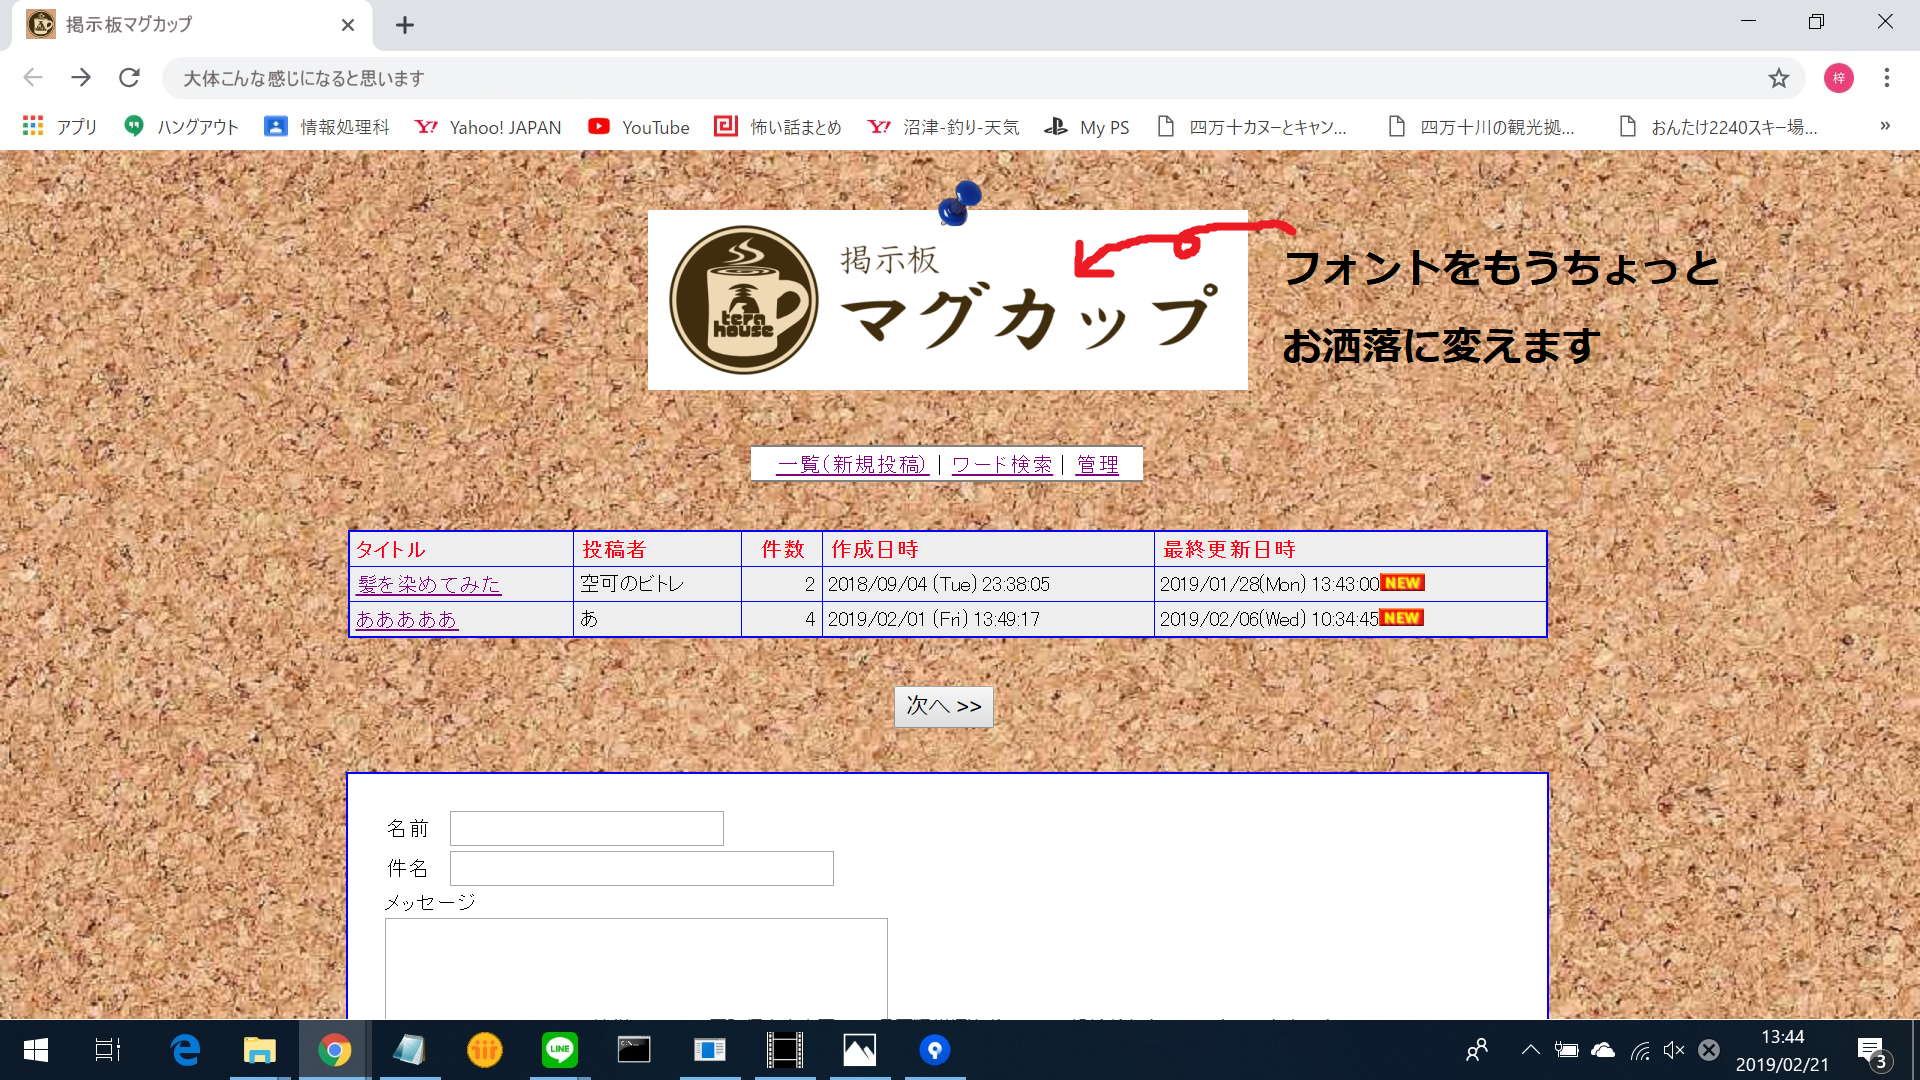 掲示板マグカップ
大体こんな感じになると思います
梓
アプリ ハングアウト 情報処理科 Yahoo! JAPAN YouTube 怖い話まとめ 沼津-釣り-天気 My PS 四万十カヌーとキャン... 四万十川の観光拠... おんたけ2240スキー場... »
tera
house
掲示板
マグカップ
フォントをもうちょっと
お洒落に変えます
一覧(新規投稿) | ワード検索 | 管理
タイトル 投稿者 件数 作成日時 最終更新日時
髪を染めてみた 空可のビトレ 2 2018/09/04 (Tue) 23:38:05 2019/01/28(Mon) 13:43:00 NEW
あああああ あ 4 2019/02/01 (Fri) 13:49:17 2019/02/06(Wed) 10:34:45 NEW
次へ >>
名前
件名
メッセージ
LINE
13:44
2019/02/21
3